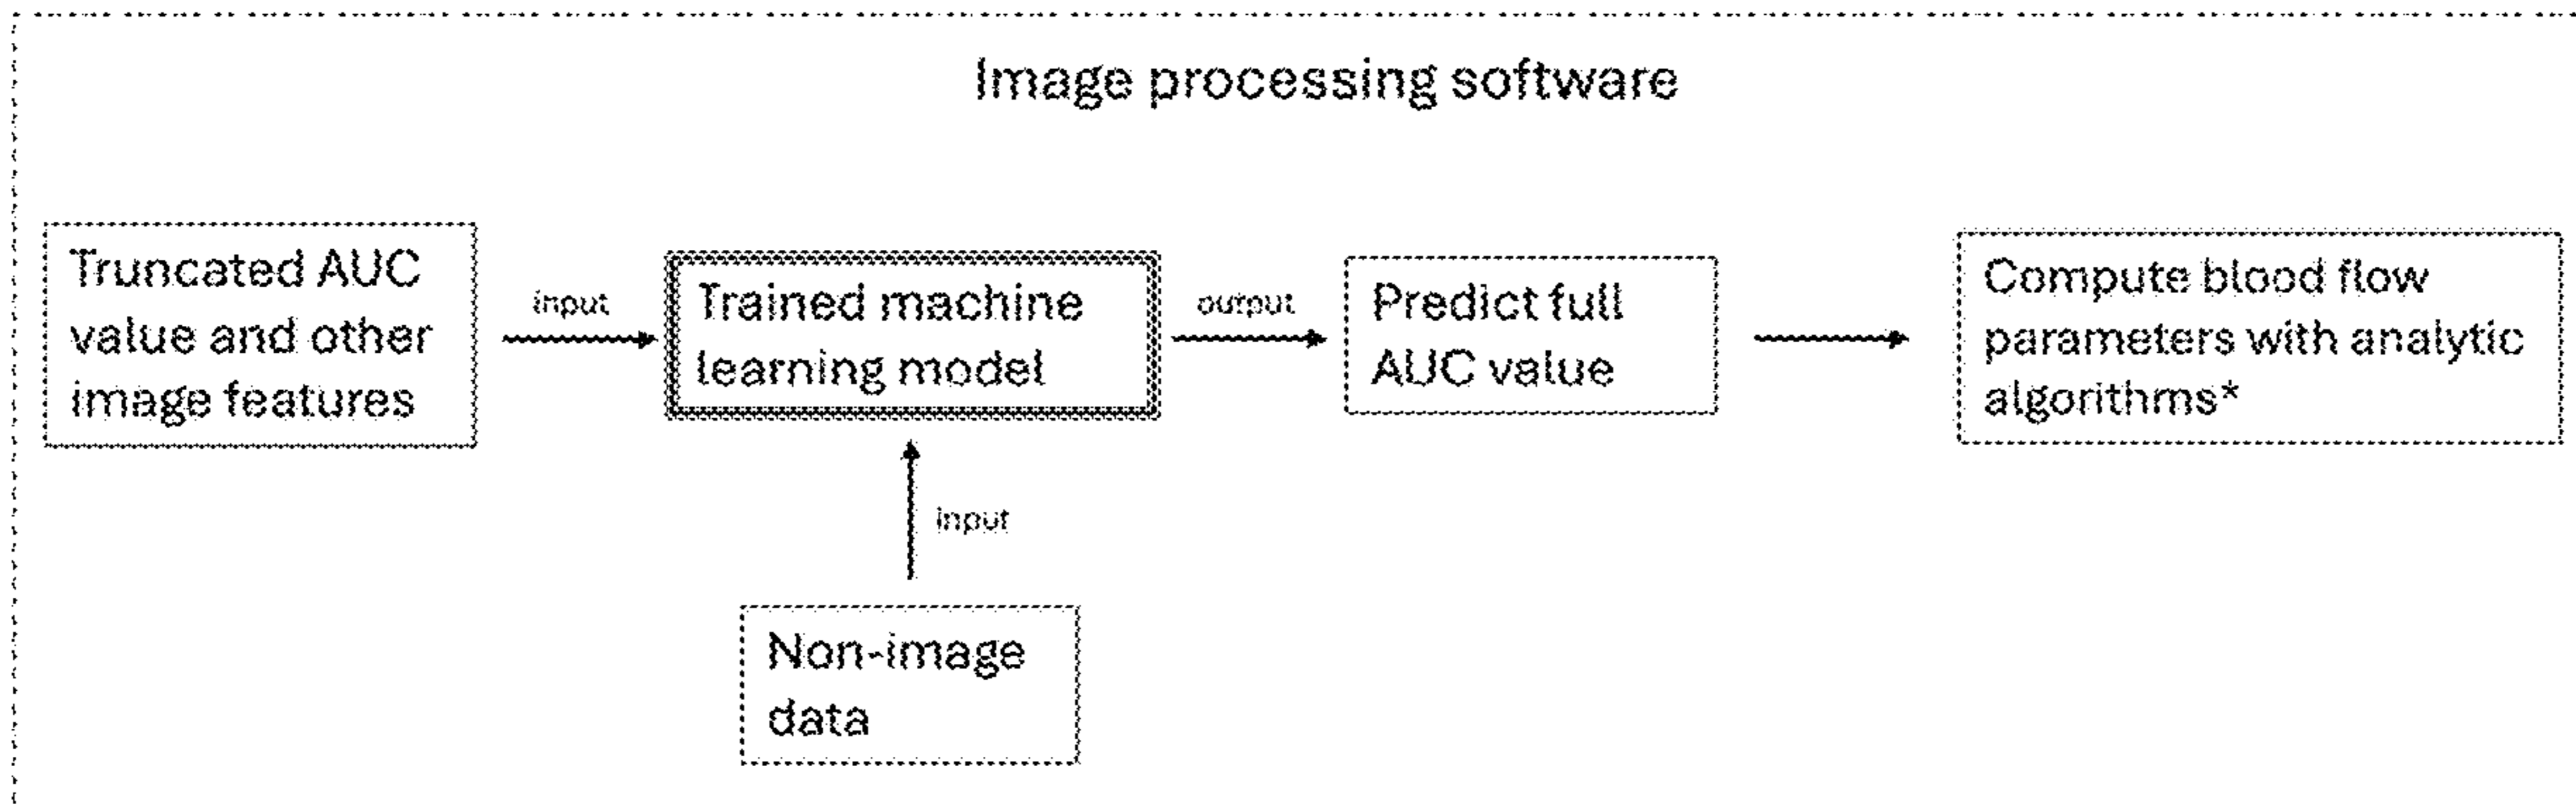 Image processing software
Truncated AUC
value and other
image features
input
Trained machine
learning model
output
Predict full
AUC value
Compute blood flow
parameters with analytic
algorithms*
input
Non-image
data